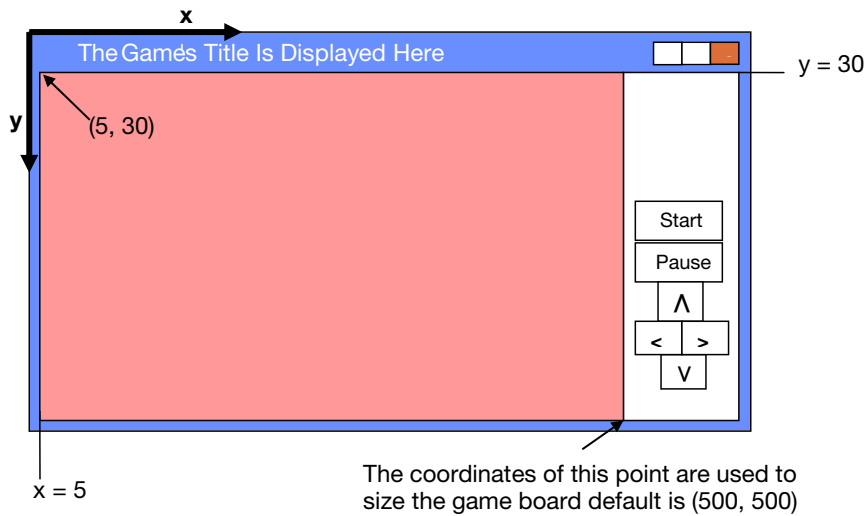 x
The Game's Title Is Displayed Here
y = 30
y
(5, 30)
Start
Pause
Λ
< >
V
x = 5
The coordinates of this point are used to
size the game board default is (500, 500)